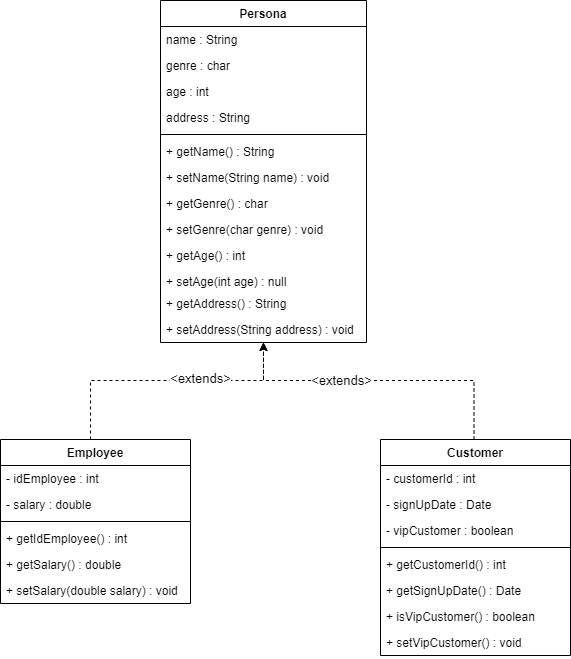 Persona
name : String
genre : char
age : int
address : String
+ getName() : String
+ setName(String name) : void
+ getGenre() : char
+ setGenre(char genre) : void
+ getAge() : int
+ setAge(int age) : null
+ getAddress() : String
+ setAddress(String address) : void
<extends>
<extends>
Employee
- idEmployee : int
- salary : double
+ getIdEmployee() : int
+ getSalary() : double
+ setSalary(double salary) : void
Customer
- customerId : int
- signUpDate : Date
- vipCustomer : boolean
+ getCustomerId() : int
+ getSignUpDate() : Date
+ isVipCustomer() : boolean
+ setVipCustomer() : void